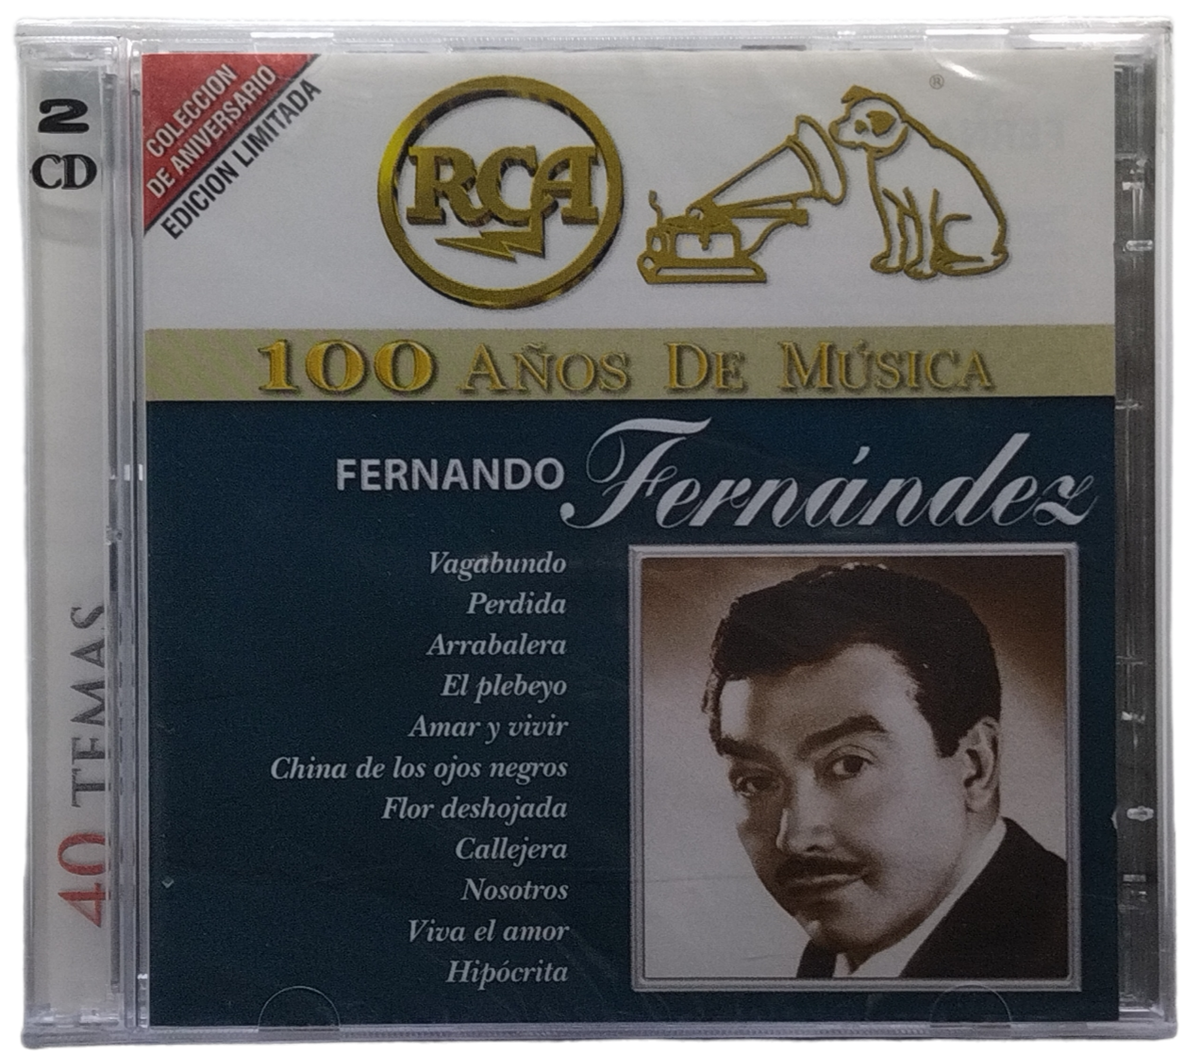 2
CD
40 TEMAS
COLECCION
DE ANIVERSARIO
EDICION LIMITADA
RCA
®
100 AÑOS DE MÚSICA
FERNANDO Fernández
Vagabundo
Perdida
Arrabalera
El plebeyo
Amar y vivir
China de los ojos negros
Flor deshojada
Callejera
Nosotros
Viva el amor
Hipócrita